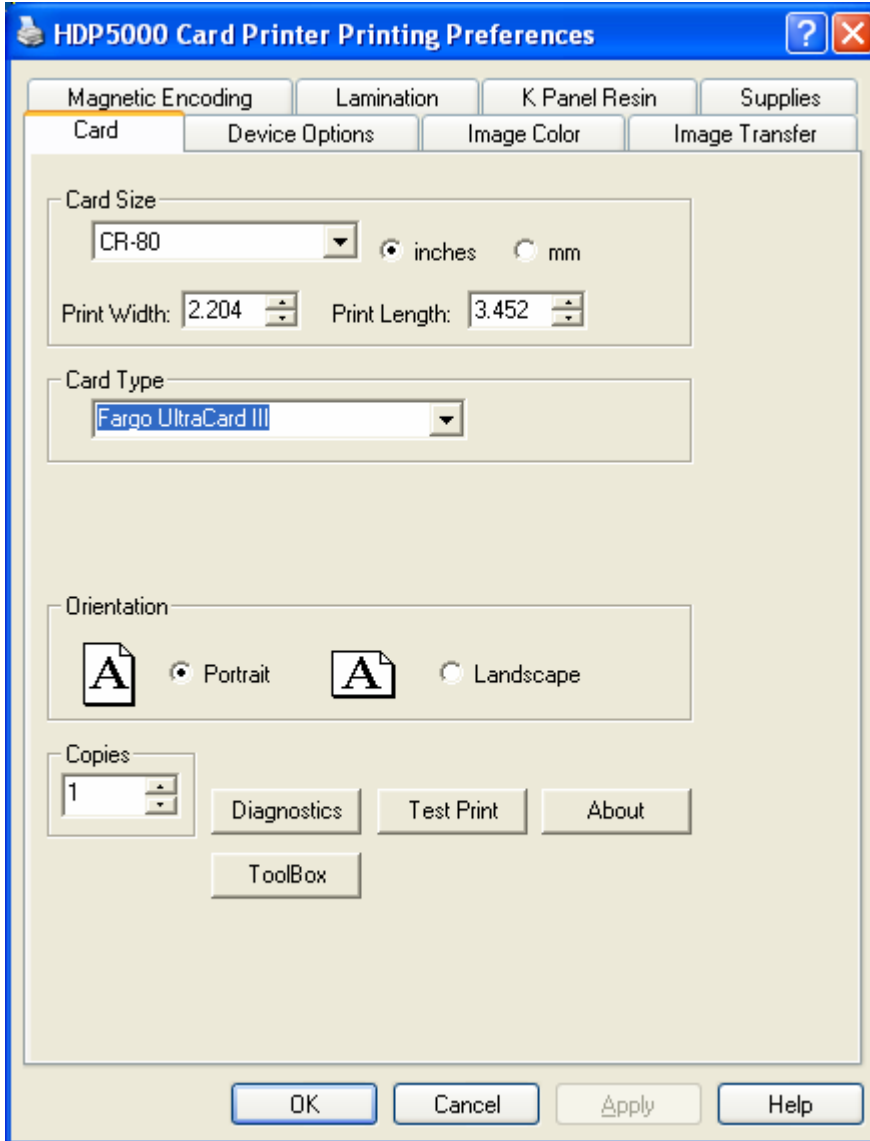 HDP5000 Card Printer Printing Preferences
Magnetic Encoding Lamination K Panel Resin Supplies
Card Device Options Image Color Image Transfer
Card Size
CR-80 inches mm
Print Width: 2.204 Print Length: 3.452
Card Type
Fargo UltraCard III
Orientation
A Portrait A Landscape
Copies
1
Diagnostics Test Print About
ToolBox
OK Cancel Apply Help